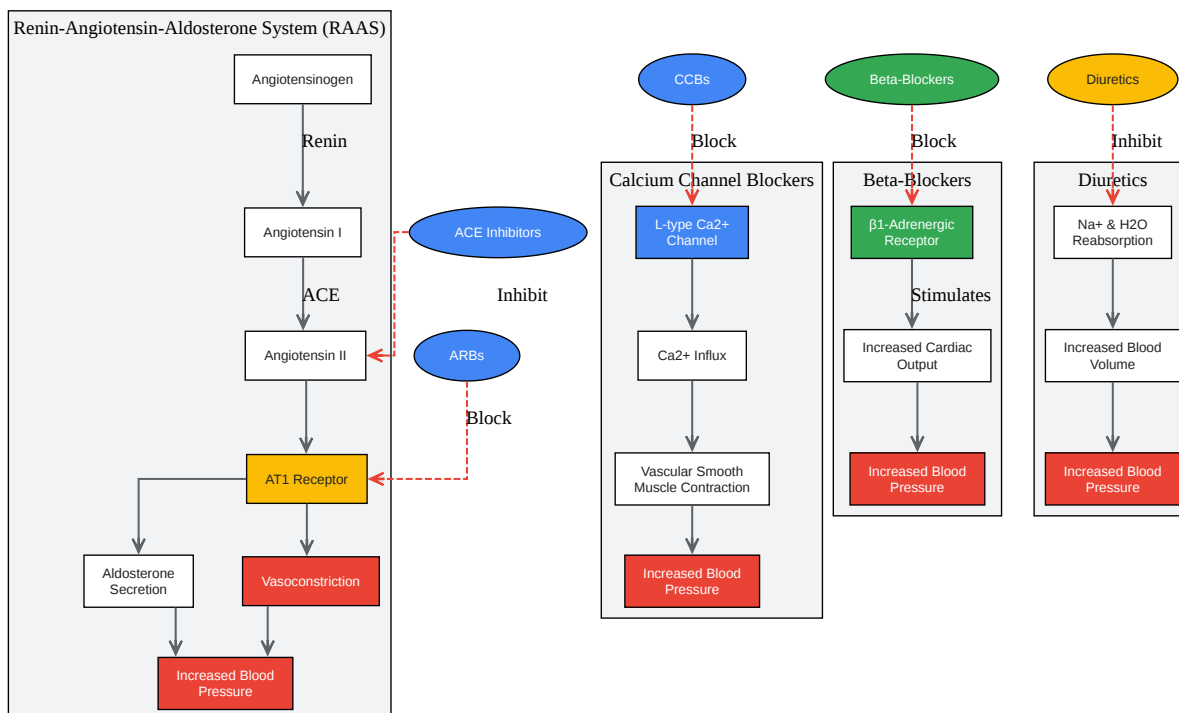 Renin-Angiotensin-Aldosterone System (RAAS)
Angiotensinogen
Renin
Angiotensin I
ACE
Angiotensin II
AT1 Receptor
Aldosterone
Secretion
Vasoconstriction
Increased Blood
Pressure
ACE Inhibitors
Inhibit
ARBs
Block
CCBs
Block
Calcium Channel Blockers
L-type Ca2+
Channel
Ca2+ Influx
Vascular Smooth
Muscle Contraction
Increased Blood
Pressure
Beta-Blockers
Block
Beta-Blockers
β1-Adrenergic
Receptor
Stimulates
Increased Cardiac
Output
Increased Blood
Pressure
Diuretics
Inhibit
Diuretics
Na+ & H2O
Reabsorption
Increased Blood
Volume
Increased Blood
Pressure